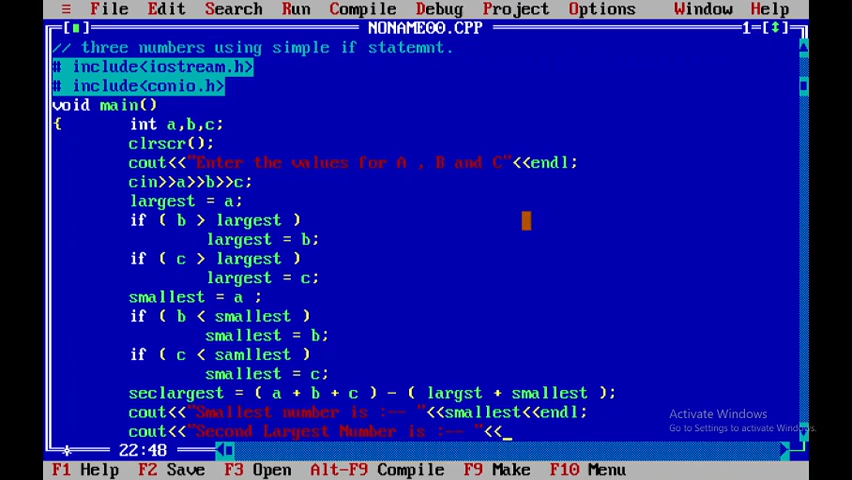 ≡ File Edit Search Run Compile Debug Project Options Window Help
[■] NONAME00.CPP 1=[↕]
// three numbers using simple if statemnt.
# include<iostream.h>
# include<conio.h>
void main()
{ int a,b,c;
clrscr();
cout<<"Enter the values for A , B and C"<<endl;
cin>>a>>b>>c;
largest = a;
if ( b > largest )
largest = b;
if ( c > largest )
largest = c;
smallest = a ;
if ( b < smallest )
smallest = b;
if ( c < samllest )
smallest = c;
seclargest = ( a + b + c ) - ( largst + smallest );
cout<<"Smallest number is :-- "<<smallest<<endl;
cout<<"Second Largest Number is :-- "<<_
Activate Windows
Go to Settings to activate Windows.
* 22:48
F1 Help F2 Save F3 Open Alt-F9 Compile F9 Make F10 Menu